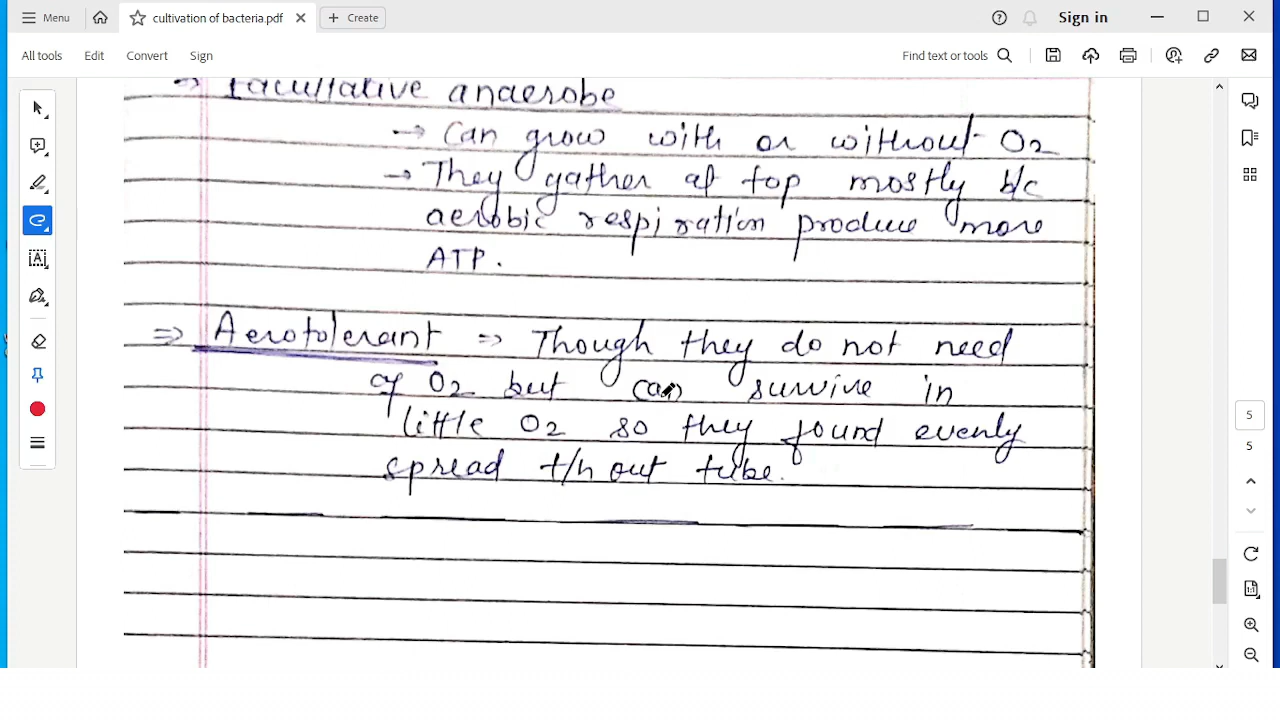 Menu
cultivation of bacteria.pdf
Create
Sign in
All tools
Edit
Convert
Sign
Find text or tools
⇒ Facultative anaerobe
→ Can grow with or without O2
→ They gather at top mostly b/c
aerobic respiration produce more
ATP.
⇒ Aerotolerant ⇒ Though they do not need
of O2 but can survive in
little O2 so they found evenly
spread t/h out tube.
5
5